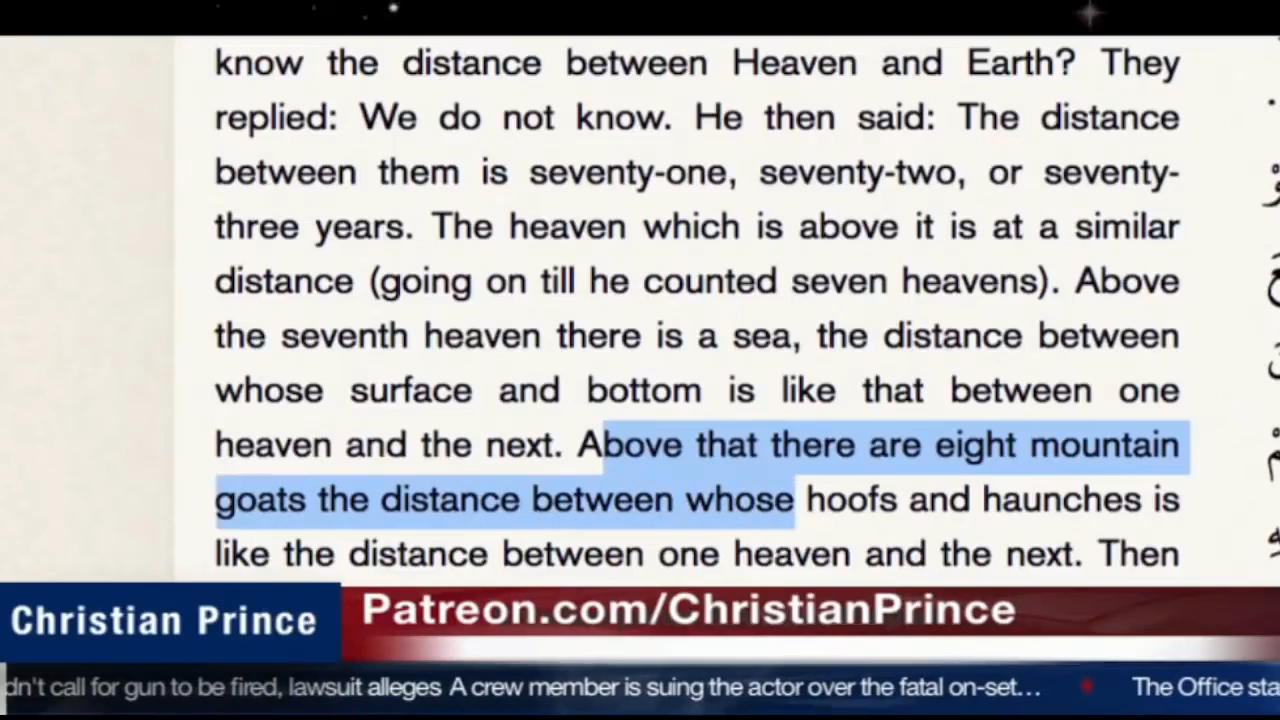 know the distance between Heaven and Earth? They
replied: We do not know. He then said: The distance
between them is seventy-one, seventy-two, or seventy-
three years. The heaven which is above it is at a similar
distance (going on till he counted seven heavens). Above
the seventh heaven there is a sea, the distance between
whose surface and bottom is like that between one
heaven and the next. Above that there are eight mountain
goats the distance between whose hoofs and haunches is
like the distance between one heaven and the next. Then
Christian Prince
Patreon.com/ChristianPrince
dn't call for gun to be fired, lawsuit alleges A crew member is suing the actor over the fatal on-set... The Office sta